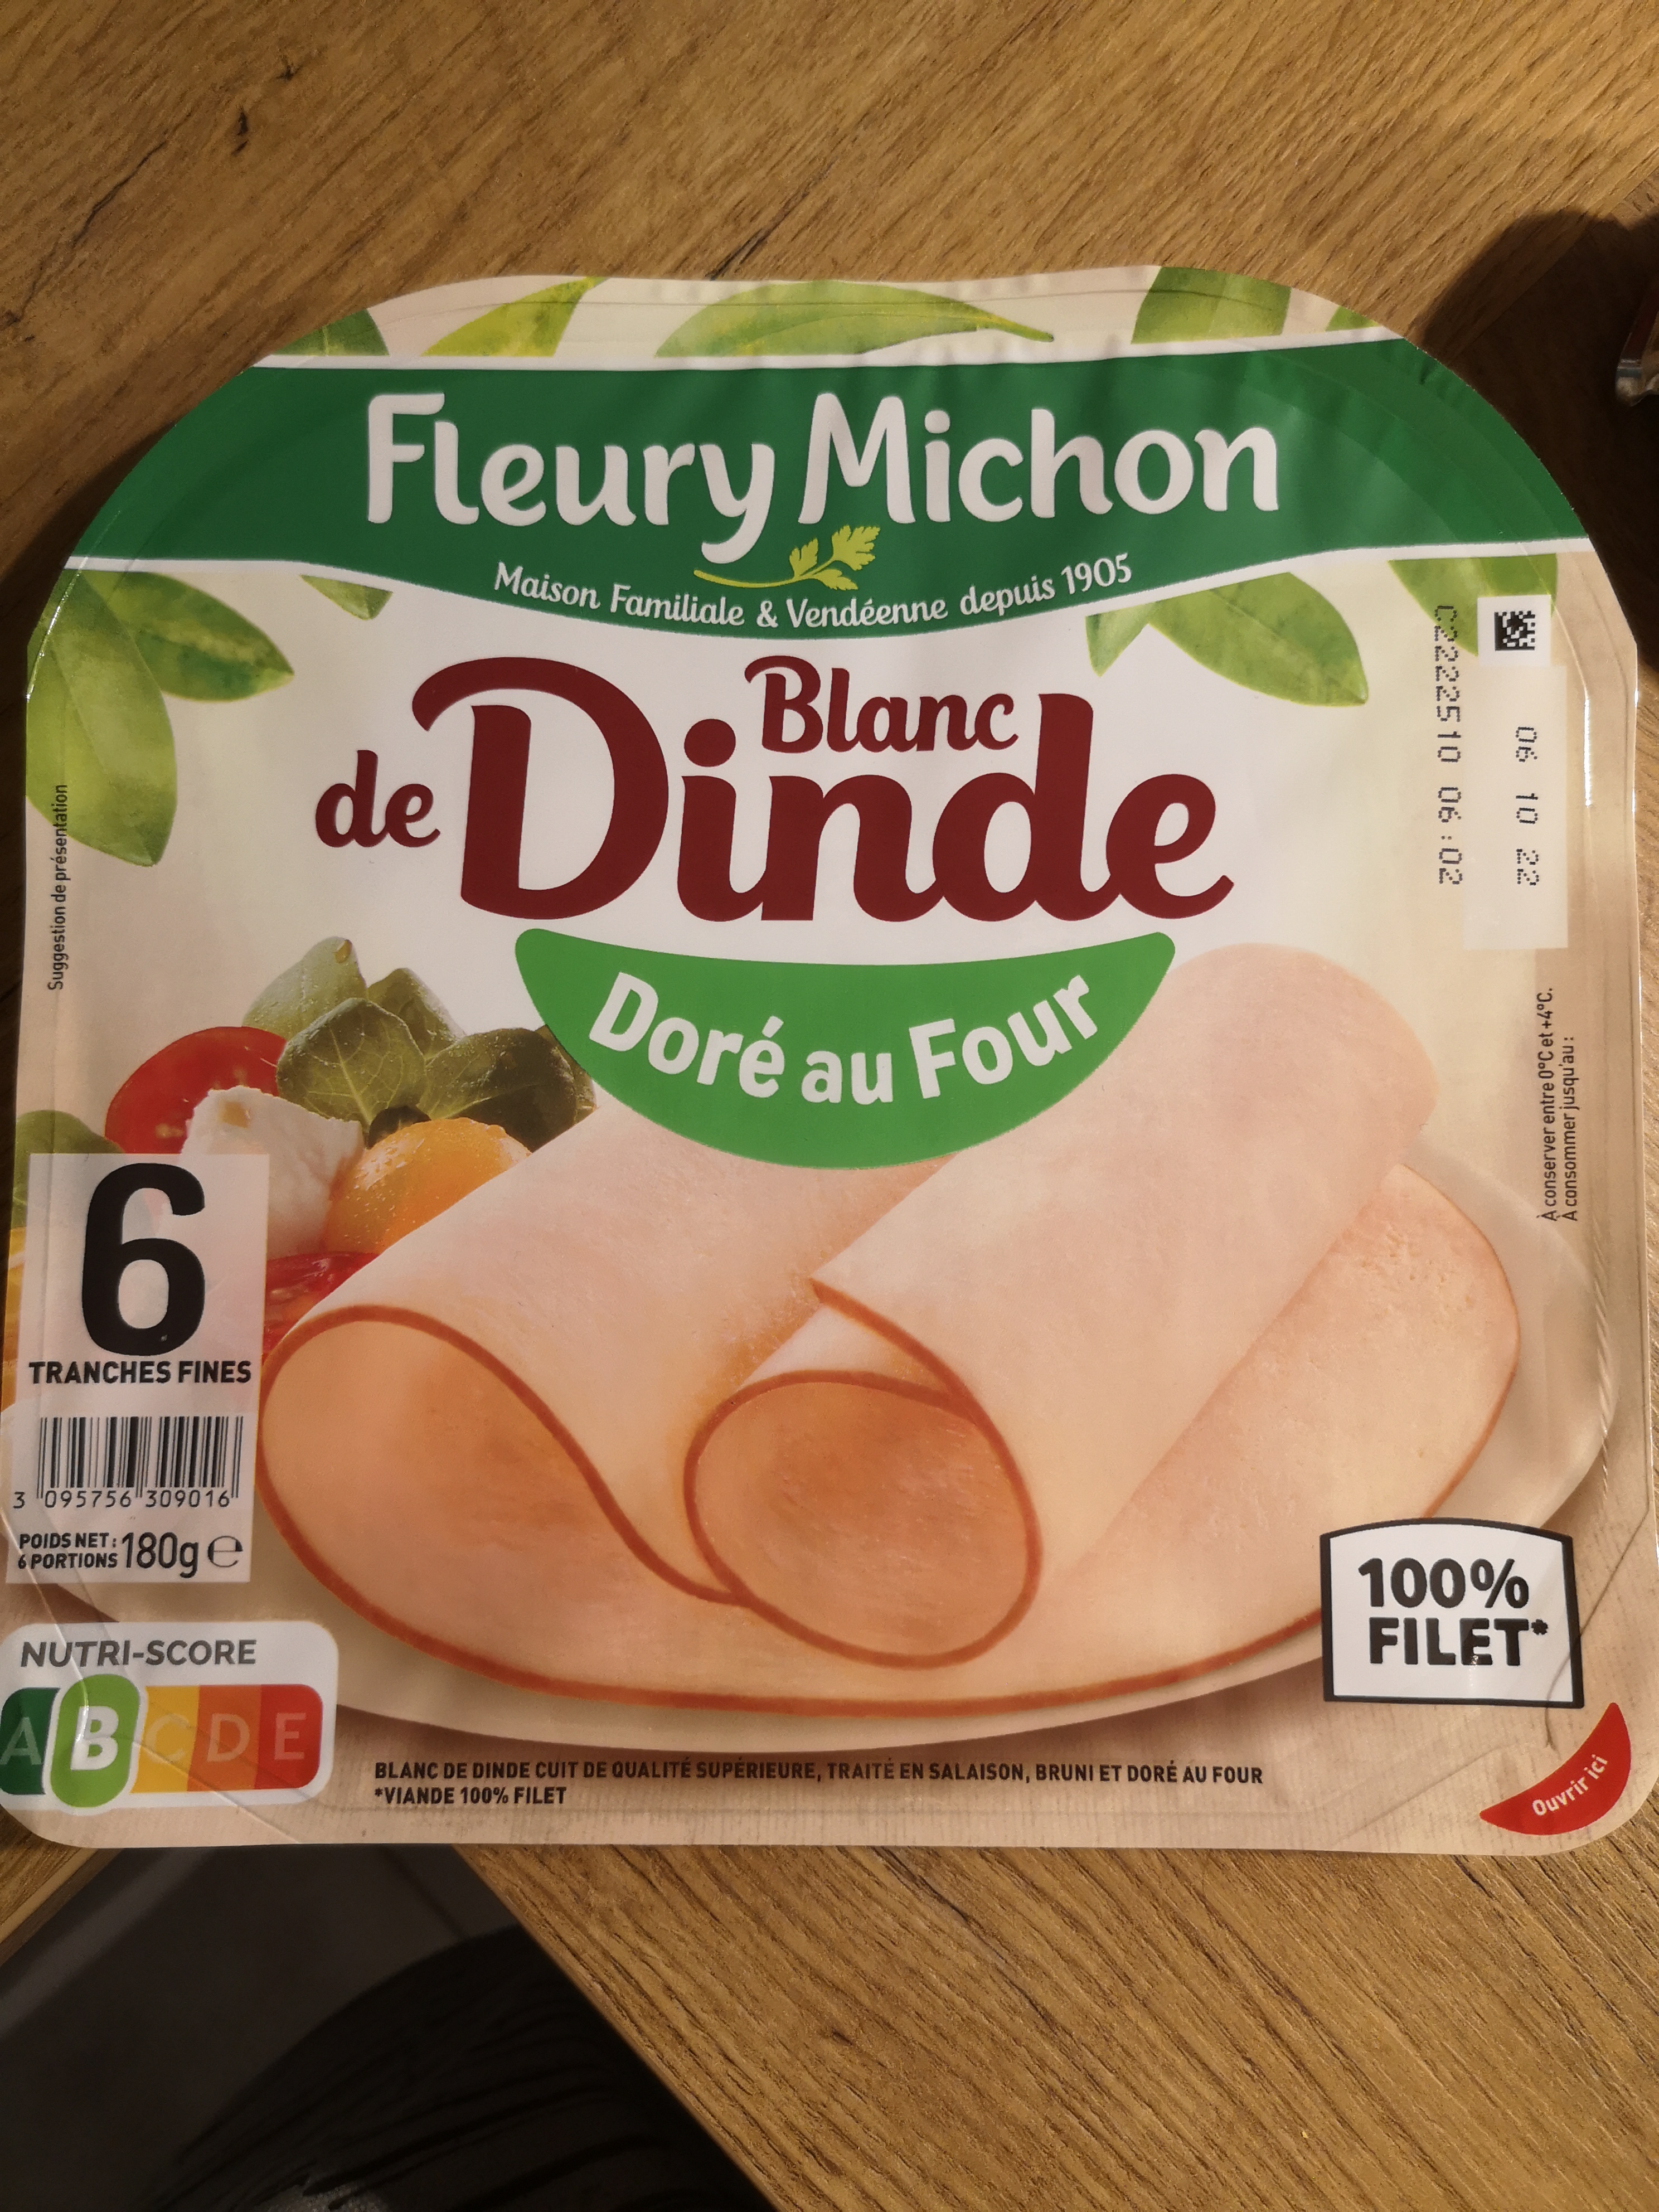 Fleury Michon
Maison Familiale & Vendéenne depuis 1905
Blanc
de Dinde
Doré au Four
Suggestion de présentation
C2222510 06:02
06 10 22
À conserver entre 0°C et +4°C.
À consommer jusqu'au :
6
TRANCHES FINES
3 095756 309016
POIDS NET :
6 PORTIONS 180g e
NUTRI-SCORE
A B C D E
100%
FILET*
BLANC DE DINDE CUIT DE QUALITÉ SUPÉRIEURE, TRAITÉ EN SALAISON, BRUNI ET DORÉ AU FOUR
*VIANDE 100% FILET
Ouvrir ici